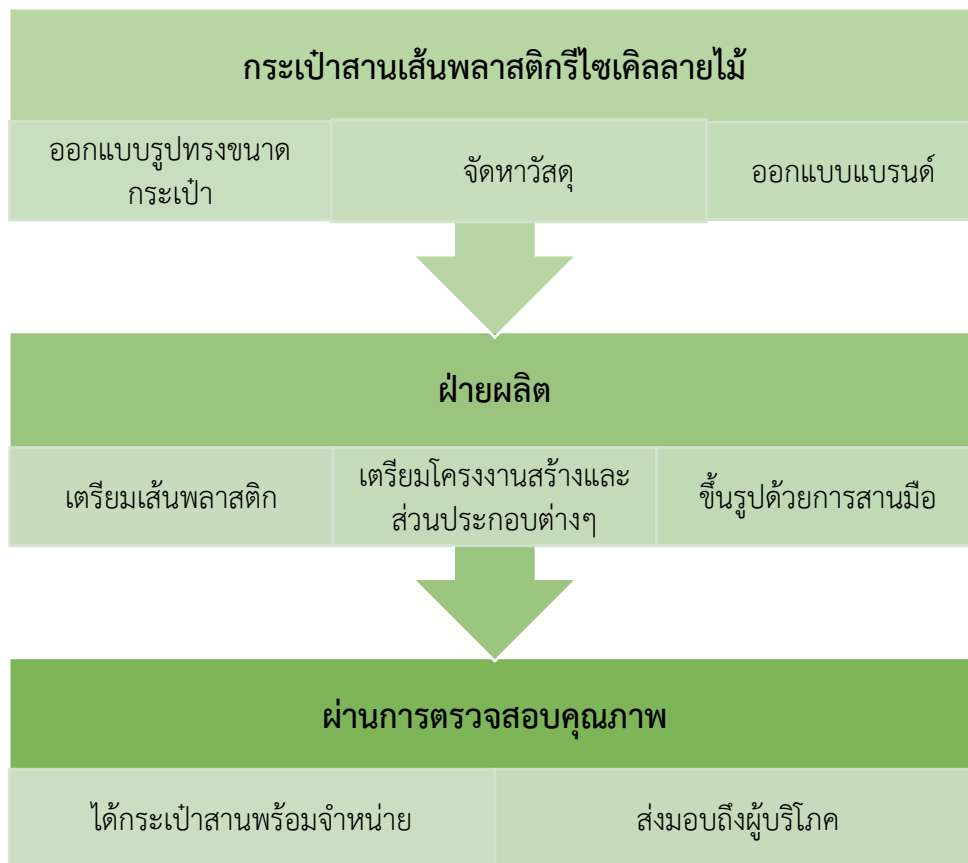 กระเป๋าสานเส้นพลาสติกรีไซเคิลลายไม้
ออกแบบรูปทรงขนาด
กระเป๋า
จัดหาวัสดุ
ออกแบบแบรนด์
ฝ่ายผลิต
เตรียมเส้นพลาสติก
เตรียมโครงงานสร้างและ
ส่วนประกอบต่างๆ
ขึ้นรูปด้วยการสานมือ
ผ่านการตรวจสอบคุณภาพ
ได้กระเป๋าสานพร้อมจำหน่าย
ส่งมอบถึงผู้บริโภค